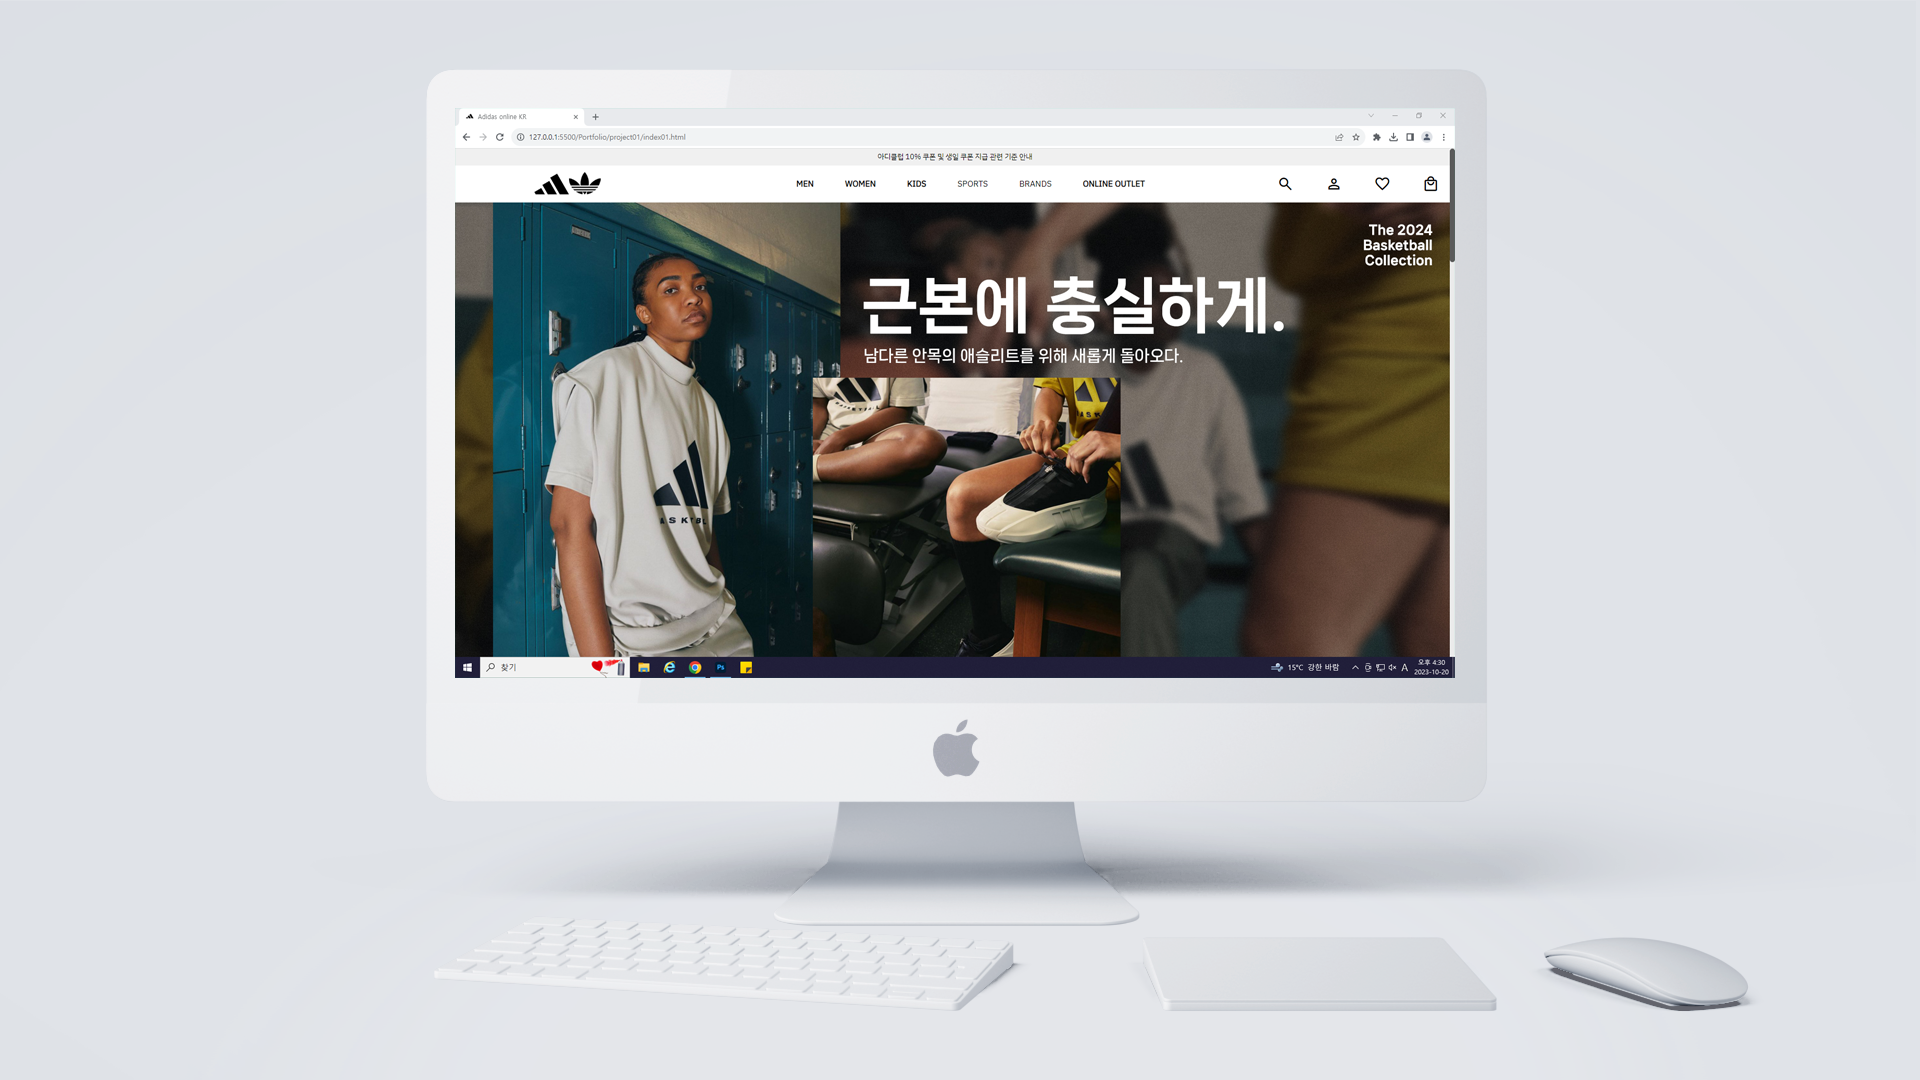 Adidas online KR
127.0.0.1:5500/Portfolio/project01/index01.html
아디클럽 10% 쿠폰 및 생일 쿠폰 지급 관련 기준 안내
MEN WOMEN KIDS SPORTS BRANDS ONLINE OUTLET
The 2024
Basketball
Collection
근본에 충실하게.
남다른 안목의 애슬리트를 위해 새롭게 돌아오다.
ASKTB
찾기
Ps
15°C 강한 바람
A
오후 4:30
2023-10-20